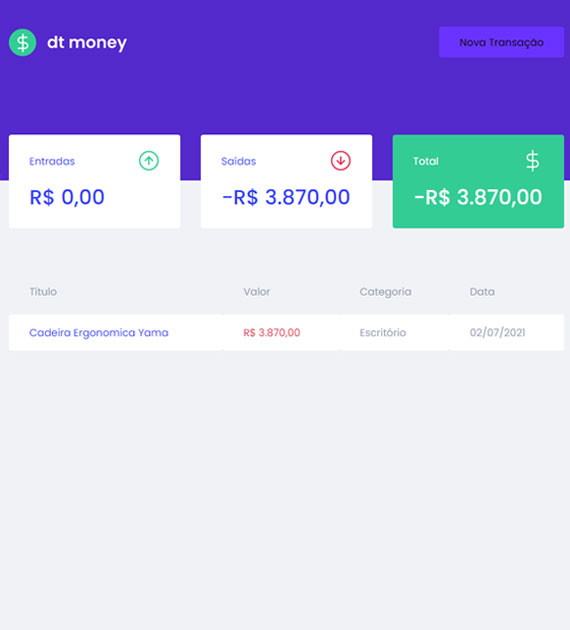 dt money
Nova Transação
Entradas
R$ 0,00
Saídas
-R$ 3.870,00
Total
$
-R$ 3.870,00
Título Valor Categoria Data
Cadeira Ergonomica Yama R$ 3.870,00 Escritório 02/07/2021